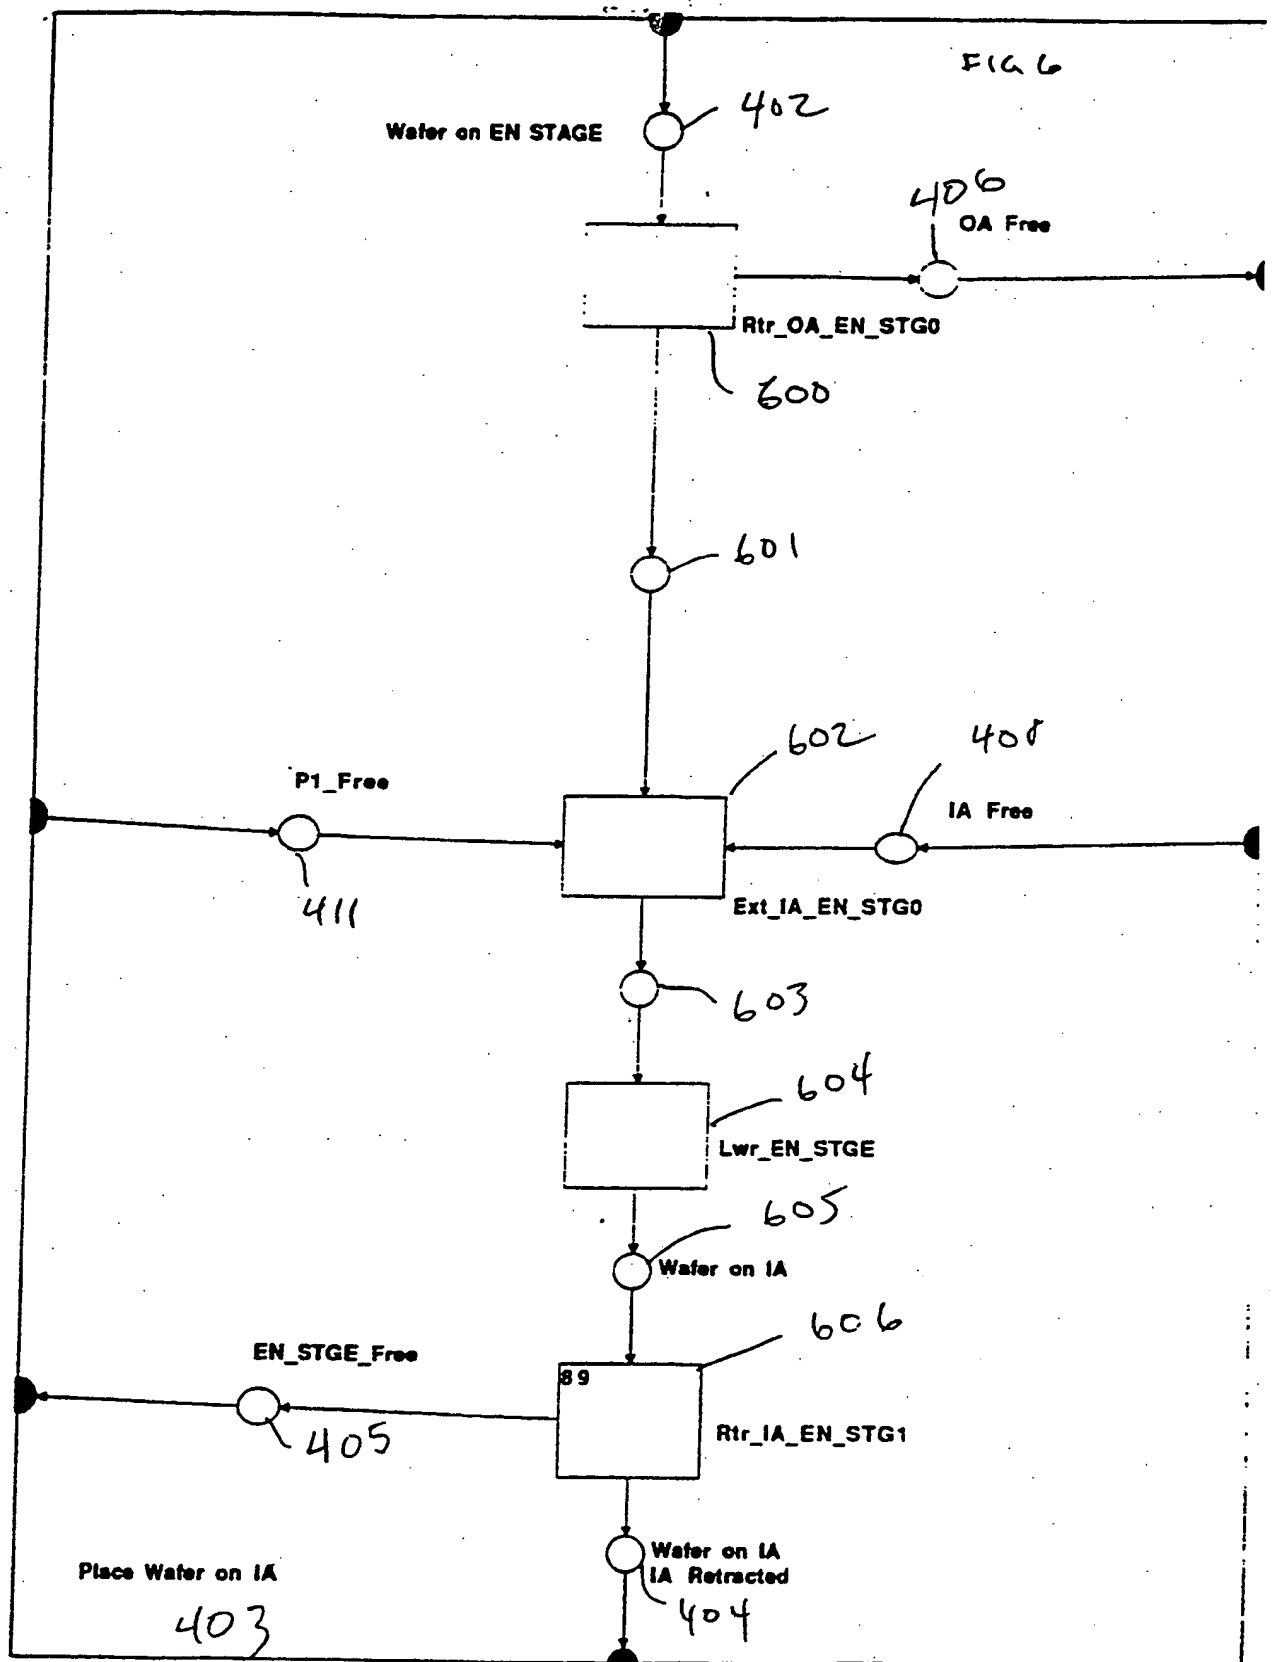 FIG 6
402
Wafer on EN STAGE
406
OA Free
Rtr_OA_EN_STG0
600
601
602
408
P1_Free
IA Free
411
Ext_IA_EN_STG0
603
604
Lwr_EN_STGE
605
Wafer on IA
606
EN_STGE_Free
89
405
Rtr_IA_EN_STG1
Wafer on IA
IA Retracted
Place Wafer on IA
404
403